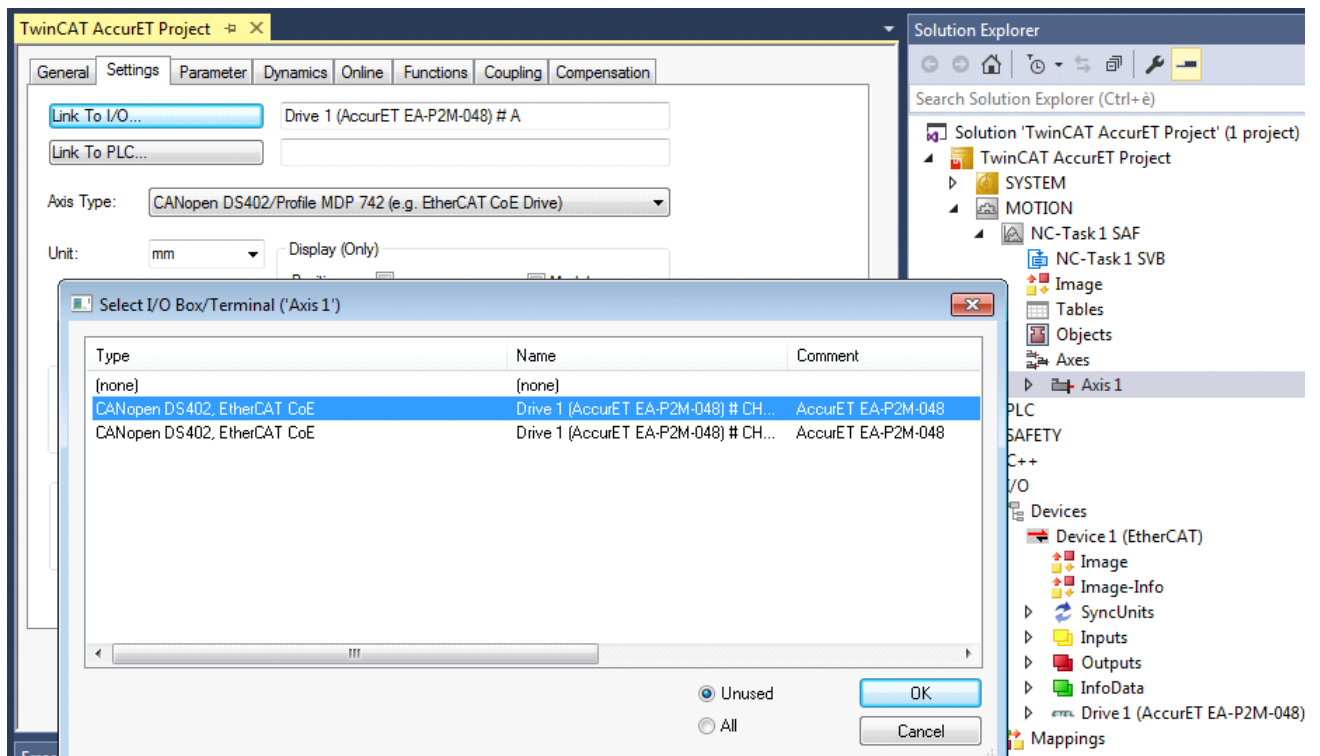 TwinCAT AccurET Project
General Settings Parameter Dynamics Online Functions Coupling Compensation
Link To I/O...
Drive 1 (AccurET EA-P2M-048) # A
Link To PLC...
Axis Type:
CANopen DS402/Profile MDP 742 (e.g. EtherCAT CoE Drive)
Unit:
mm
Display (Only)
Select I/O Box/Terminal ('Axis 1')
Type Name Comment
(none) (none)
CANopen DS402, EtherCAT CoE Drive 1 (AccurET EA-P2M-048) # CH... AccurET EA-P2M-048
CANopen DS402, EtherCAT CoE Drive 1 (AccurET EA-P2M-048) # CH... AccurET EA-P2M-048
Unused
All
OK
Cancel
Solution Explorer
Search Solution Explorer (Ctrl+è)
Solution 'TwinCAT AccurET Project' (1 project)
TwinCAT AccurET Project
SYSTEM
MOTION
NC-Task 1 SAF
NC-Task 1 SVB
Image
Tables
Objects
Axes
Axis 1
PLC
SAFETY
C++
I/O
Devices
Device 1 (EtherCAT)
Image
Image-Info
SyncUnits
Inputs
Outputs
InfoData
Drive 1 (AccurET EA-P2M-048)
Mappings